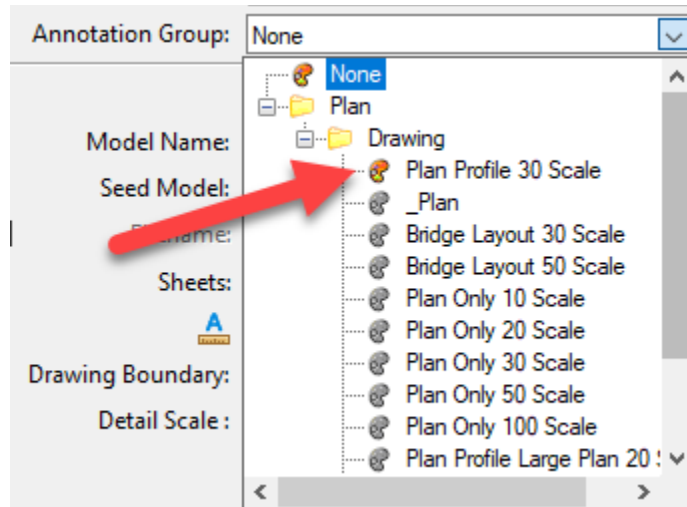 Annotation Group: None
None
Plan
Model Name: Drawing
Seed Model: Plan Profile 30 Scale
_Plan
Bridge Layout 30 Scale
Sheets: Bridge Layout 50 Scale
Plan Only 10 Scale
A
Plan Only 20 Scale
Drawing Boundary: Plan Only 30 Scale
Plan Only 50 Scale
Detail Scale : Plan Only 100 Scale
Plan Profile Large Plan 20